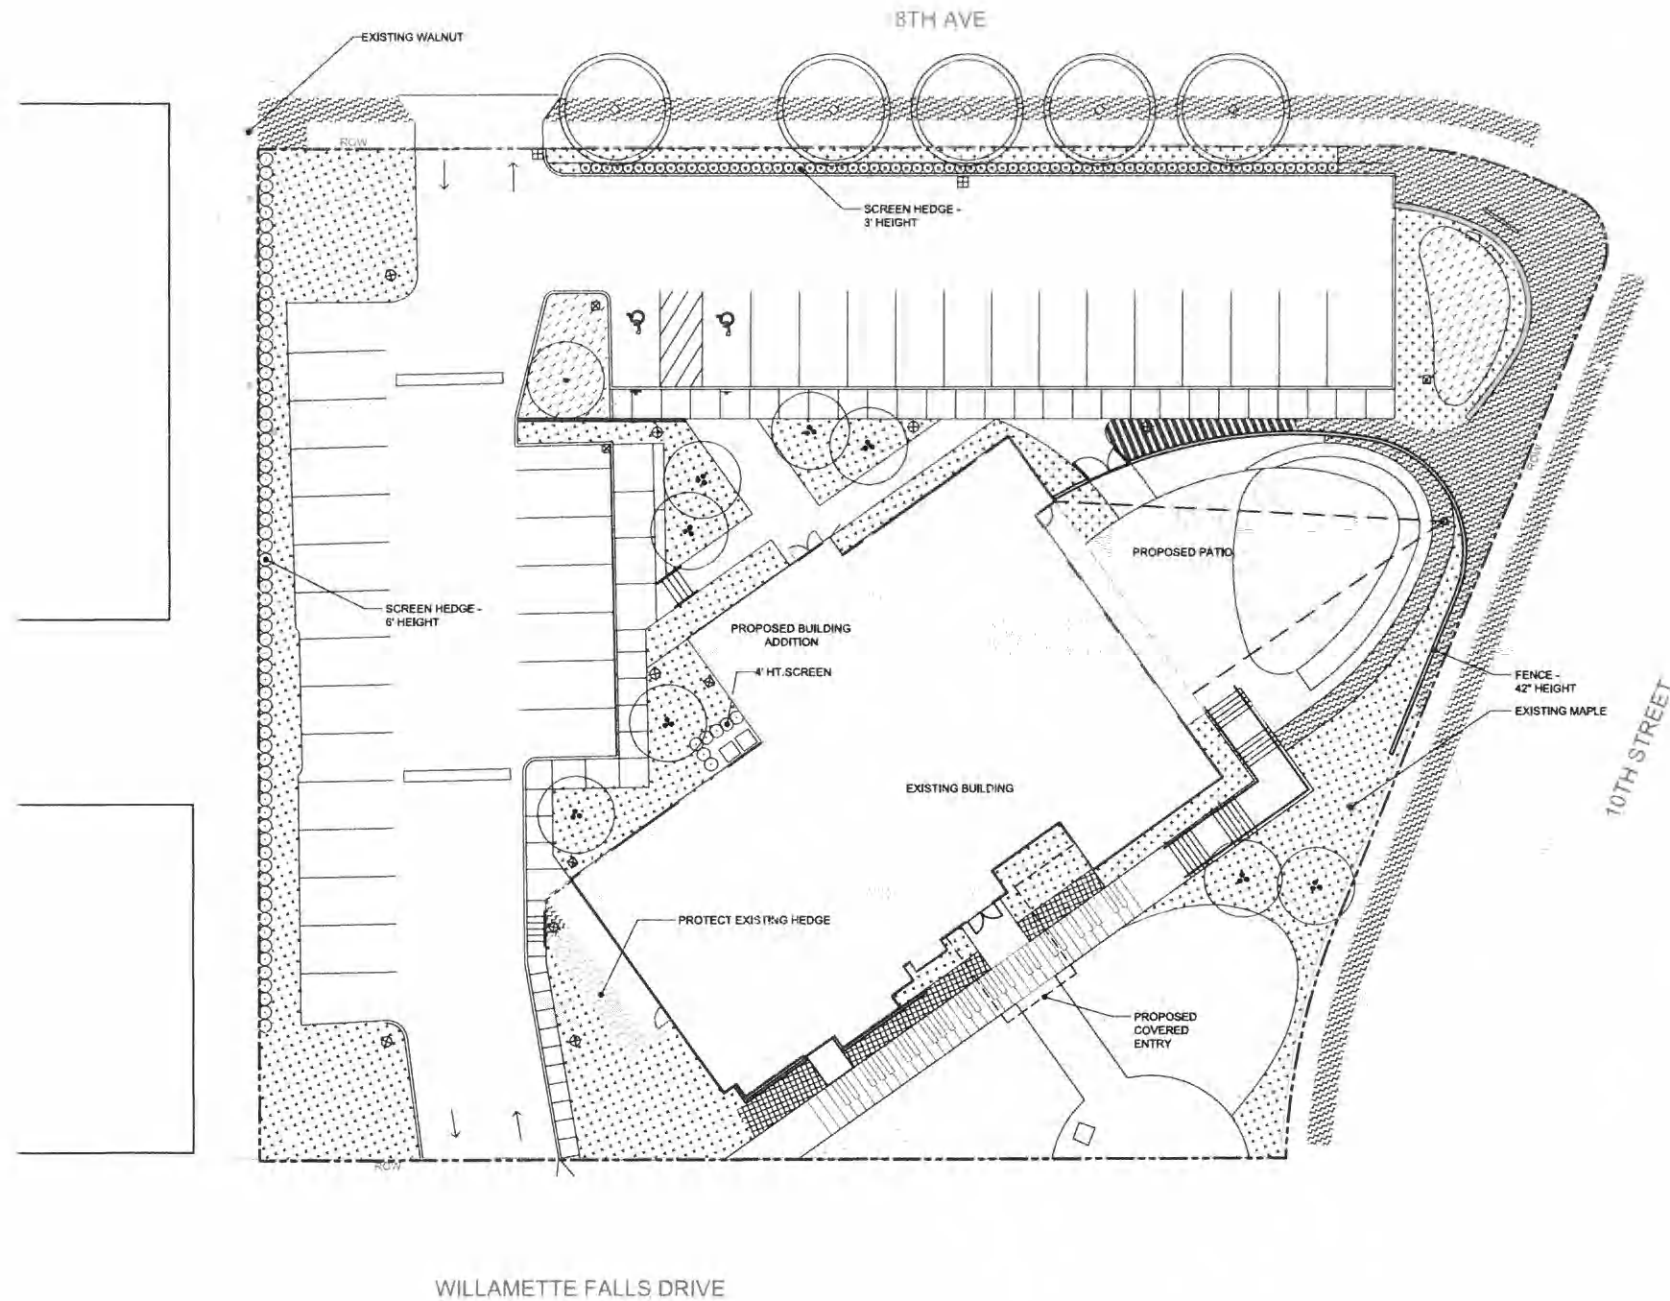 8TH AVE
EXISTING WALNUT
ROW
SCREEN HEDGE -
3' HEIGHT
ROW
PROPOSED PATIO
SCREEN HEDGE -
6' HEIGHT
PROPOSED BUILDING
ADDITION
4' HT.SCREEN
FENCE -
42" HEIGHT
EXISTING MAPLE
10TH STREET
EXISTING BUILDING
PROTECT EXISTING HEDGE
PROPOSED
COVERED
ENTRY
ROW
WILLAMETTE FALLS DRIVE